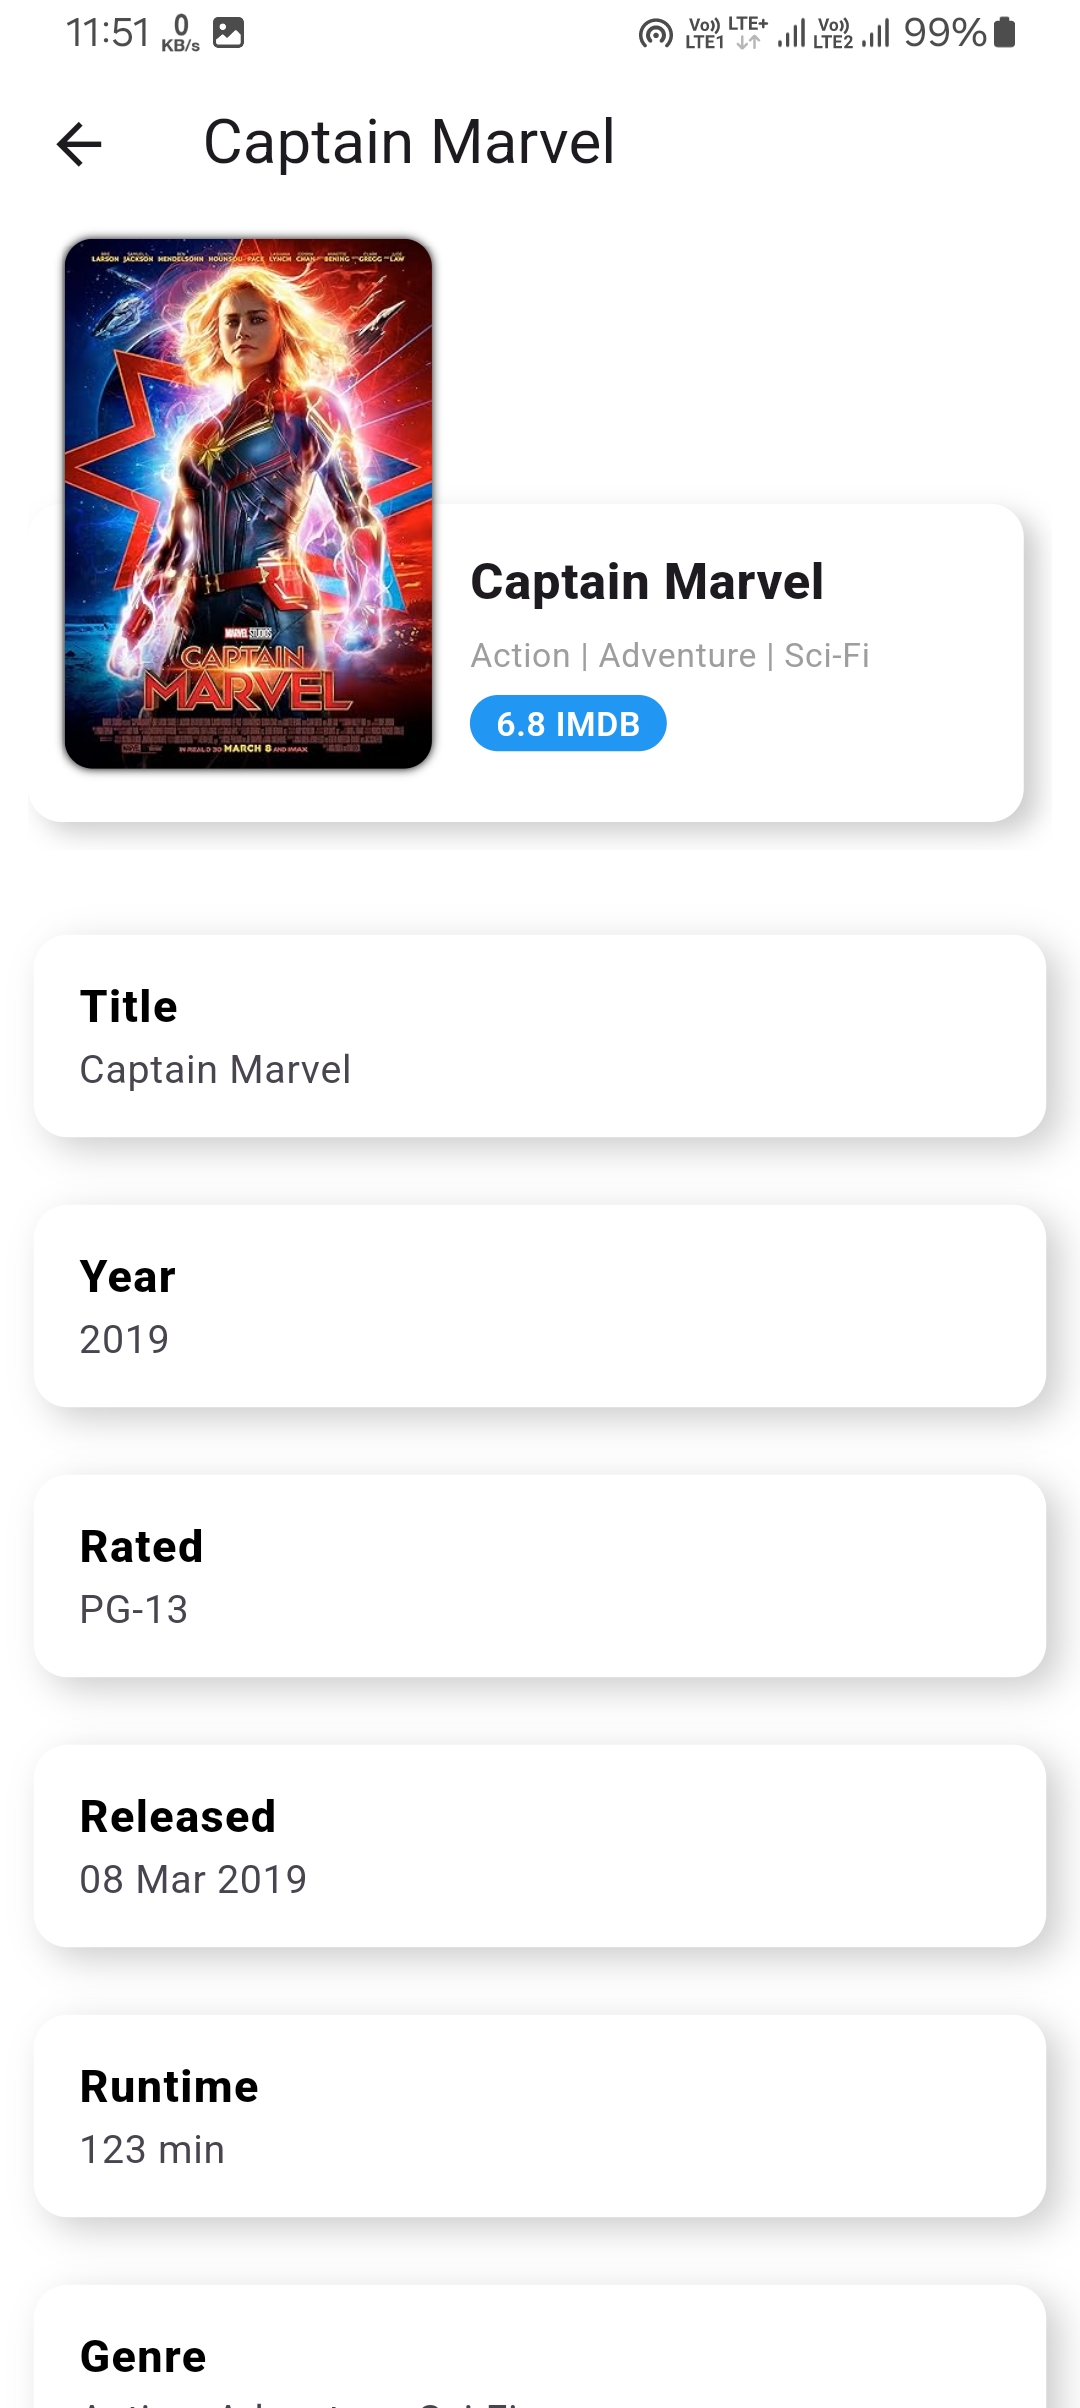 11:51 0 KB/s Vo)) LTE1 LTE+ Vo)) LTE2 99%
Captain Marvel
LARSON JACKSON MENDELSOHN HOUNSOU PACE LYNCH CHAN BENING GREGG LAW
MARVEL STUDIOS
CAPTAIN
MARVEL
IN REAL D 3D MARCH 8 AND IMAX
Captain Marvel
Action | Adventure | Sci-Fi
6.8 IMDB
Title
Captain Marvel
Year
2019
Rated
PG-13
Released
08 Mar 2019
Runtime
123 min
Genre